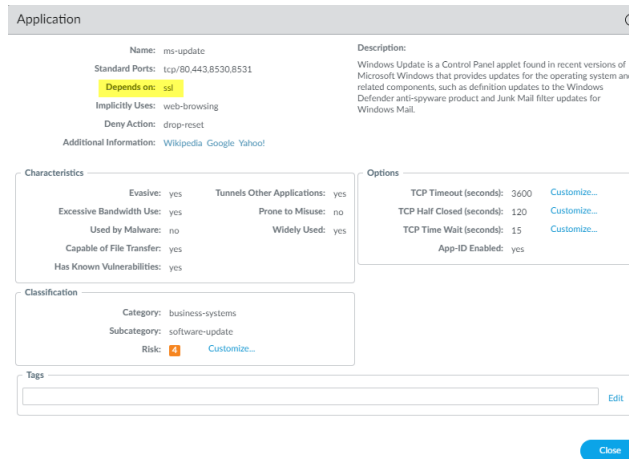 Application
Name: ms-update
Standard Ports: tcp/80,443,8530,8531
Depends on: ssl
Implicitly Uses: web-browsing
Deny Action: drop-reset
Additional Information: Wikipedia Google Yahoo!
Description:
Windows Update is a Control Panel applet found in recent versions of
Microsoft Windows that provides updates for the operating system and
related components, such as definition updates to the Windows
Defender anti-spyware product and Junk Mail filter updates for
Windows Mail.
Characteristics
Evasive: yes Tunnels Other Applications: yes
Excessive Bandwidth Use: yes Prone to Misuse: no
Used by Malware: no Widely Used: yes
Capable of File Transfer: yes
Has Known Vulnerabilities: yes
Options
TCP Timeout (seconds): 3600 Customize...
TCP Half Closed (seconds): 120 Customize...
TCP Time Wait (seconds): 15 Customize...
App-ID Enabled: yes
Classification
Category: business-systems
Subcategory: software-update
Risk: 4 Customize...
Tags
Edit
Close